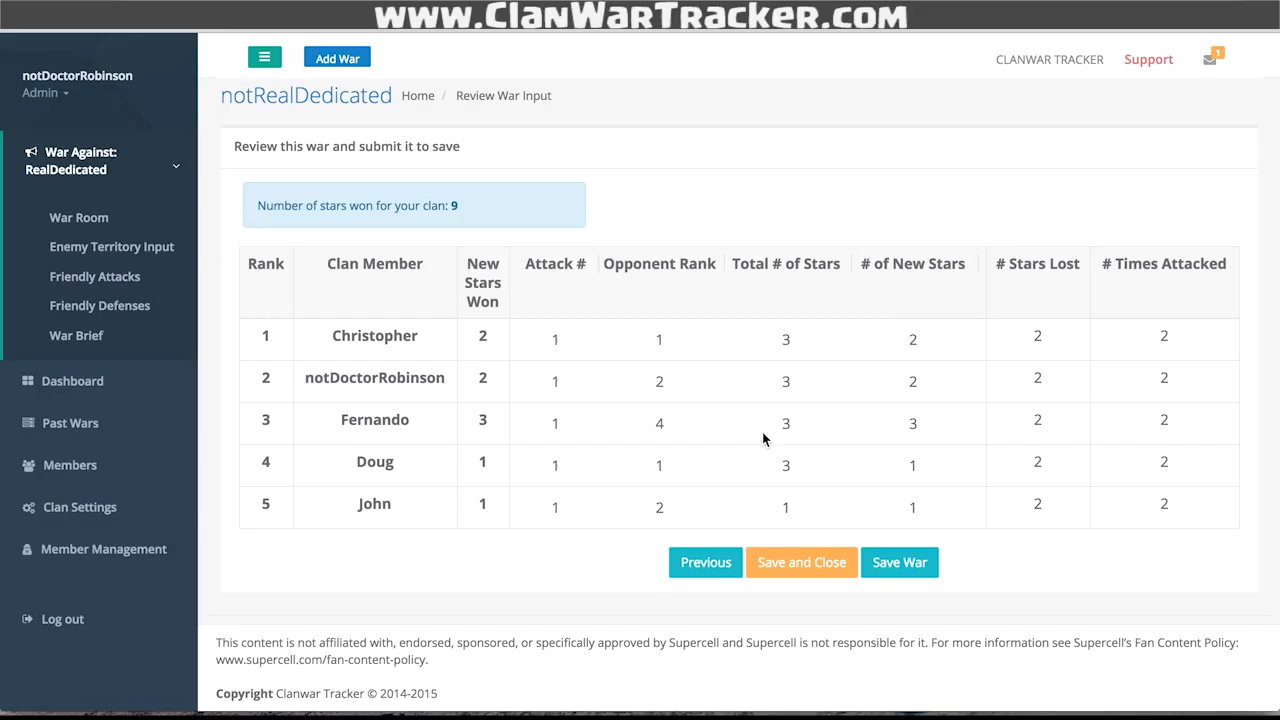 www.ClanWarTracker.com
notDoctorRobinson
Admin
War Against:
RealDedicated
War Room
Enemy Territory Input
Friendly Attacks
Friendly Defenses
War Brief
Dashboard
Past Wars
Members
Clan Settings
Member Management
Log out
Add War
CLANWAR TRACKER Support 1
notRealDedicated Home / Review War Input
Review this war and submit it to save
Number of stars won for your clan: 9
Rank Clan Member New Stars Won Attack # Opponent Rank Total # of Stars # of New Stars # Stars Lost # Times Attacked
1 Christopher 2 1 1 3 2 2 2
2 notDoctorRobinson 2 1 2 3 2 2 2
3 Fernando 3 1 4 3 3 2 2
4 Doug 1 1 1 3 1 2 2
5 John 1 1 2 1 1 2 2
Previous Save and Close Save War
This content is not affiliated with, endorsed, sponsored, or specifically approved by Supercell and Supercell is not responsible for it. For more information see Supercell's Fan Content Policy:
www.supercell.com/fan-content-policy.
Copyright Clanwar Tracker © 2014-2015